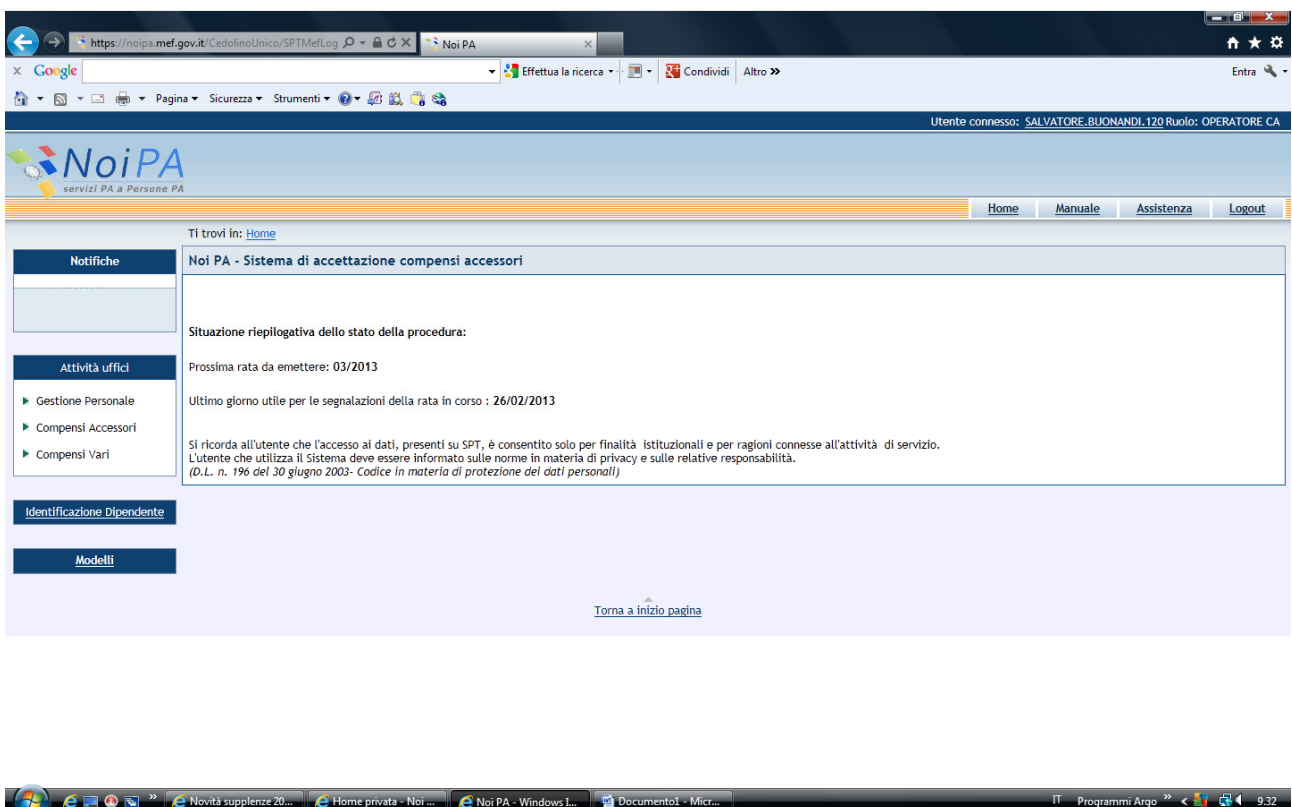 https://noipa.mef.gov.it/CedolinoUnico/SPTMefLog
Noi PA
x Google
Effettua la ricerca
Condividi
Altro »
Entra
Pagina Sicurezza Strumenti
Utente connesso: SALVATORE.BUONANDI.120 Ruolo: OPERATORE CA
NoiPA
servizi PA a Persone PA
Home Manuale Assistenza Logout
Ti trovi in: Home
Notifiche
Noi PA - Sistema di accettazione compensi accessori
Situazione riepilogativa dello stato della procedura:
Attività uffici
Prossima rata da emettere: 03/2013
Gestione Personale
Ultimo giorno utile per le segnalazioni della rata in corso : 26/02/2013
Compensi Accessori
Compensi Vari
Si ricorda all'utente che l'accesso ai dati, presenti su SPT, è consentito solo per finalità istituzionali e per ragioni connesse all'attività di servizio.
L'utente che utilizza il Sistema deve essere informato sulle norme in materia di privacy e sulle relative responsabilità.
(D.L. n. 196 del 30 giugno 2003- Codice in materia di protezione dei dati personali)
Identificazione Dipendente
Modelli
Torna a inizio pagina
» Novità supplenze 20... Home privata - Noi ... Noi PA - Windows I... Documento1 - Micr... IT Programmi Argo » 9.32